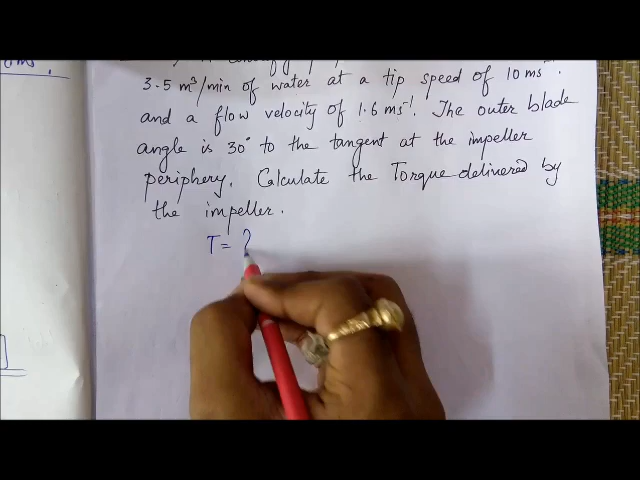 3.5 m³/min of water at a tip speed of 10 ms⁻¹.
and a flow velocity of 1.6 ms⁻¹. The outer blade
angle is 30° to the tangent at the impeller
periphery. Calculate the Torque delivered by
the impeller.
T = ?